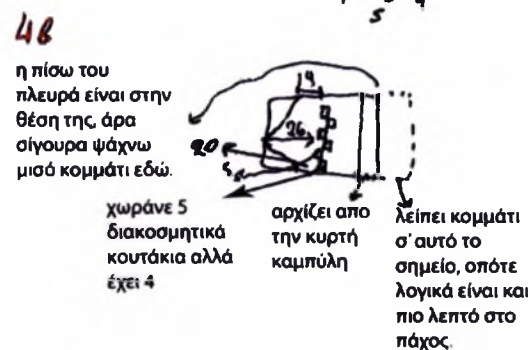 5
4β
η πίσω του
πλευρά είναι στην
θέση της, άρα
σίγουρα ψάχνω
μισό κομμάτι εδώ.
9
26
20
5
χωράνε 5
διακοσμητικά
κουτάκια αλλά
έχει 4
αρχίζει απο
την κυρτή
καμπύλη
λείπει κομμάτι
σ' αυτό το
σημείο, οπότε
λογικά είναι και
πιο λεπτό στο
πάχος.